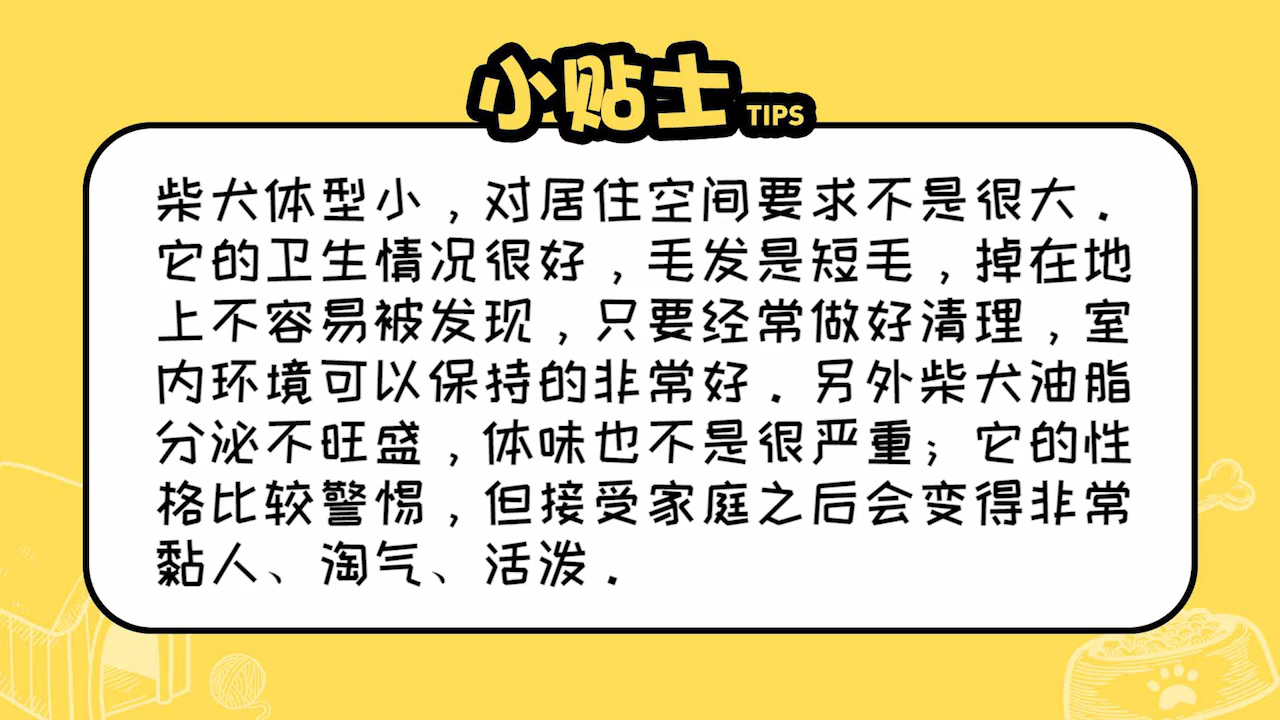 小贴士 TIPS
柴犬体型小，对居住空间要求不是很大．
它的卫生情况很好，毛发是短毛，掉在地
上不容易被发现，只要经常做好清理，室
内环境可以保持的非常好．另外柴犬油脂
分泌不旺盛，体味也不是很严重；它的性
格比较警惕，但接受家庭之后会变得非常
黏人、淘气、活泼．